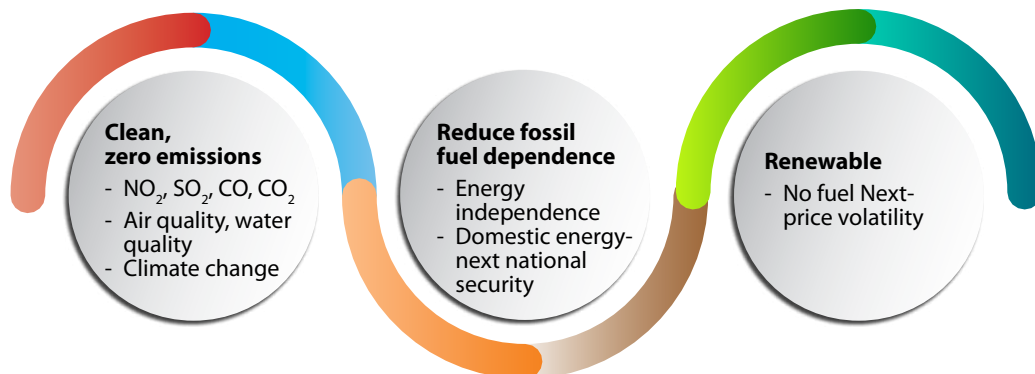 Clean,
zero emissions
- NO₂, SO₂, CO, CO₂
- Air quality, water
quality
- Climate change
Reduce fossil
fuel dependence
- Energy
independence
- Domestic energy-
next national
security
Renewable
- No fuel Next-
price volatility